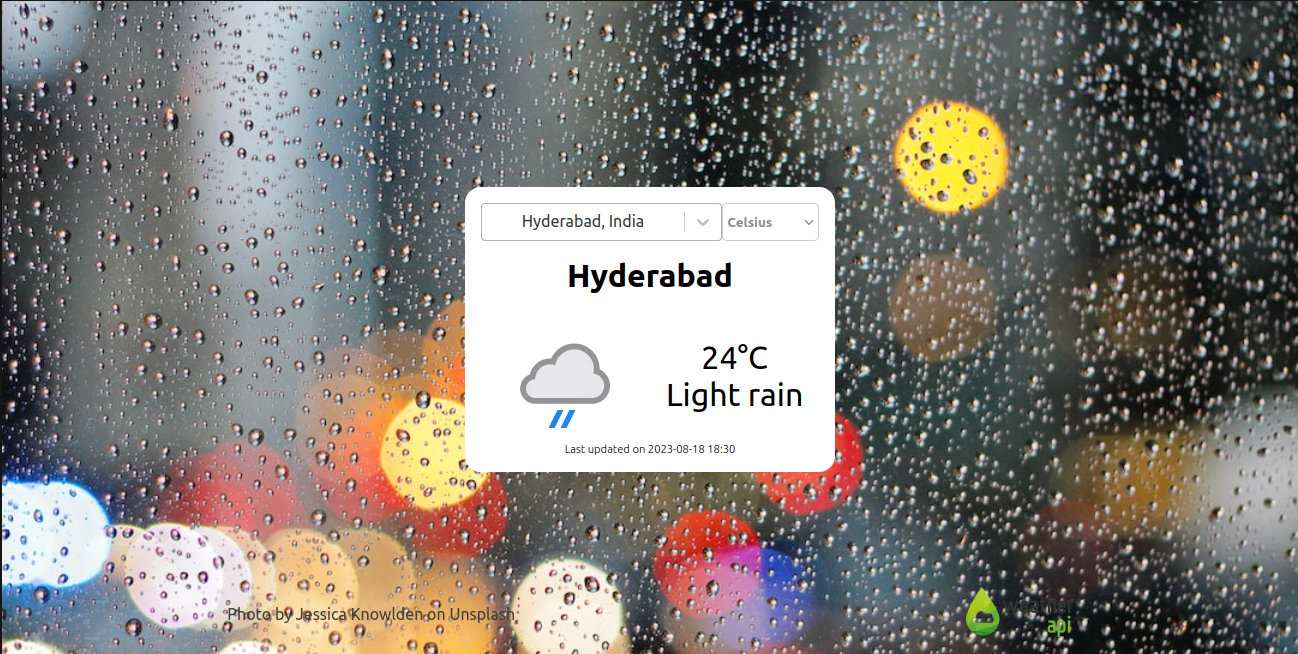 Hyderabad, India
Celsius
Hyderabad
24°C
Light rain
Last updated on 2023-08-18 18:30
Photo by Jessica Knowlden on Unsplash
weather
api